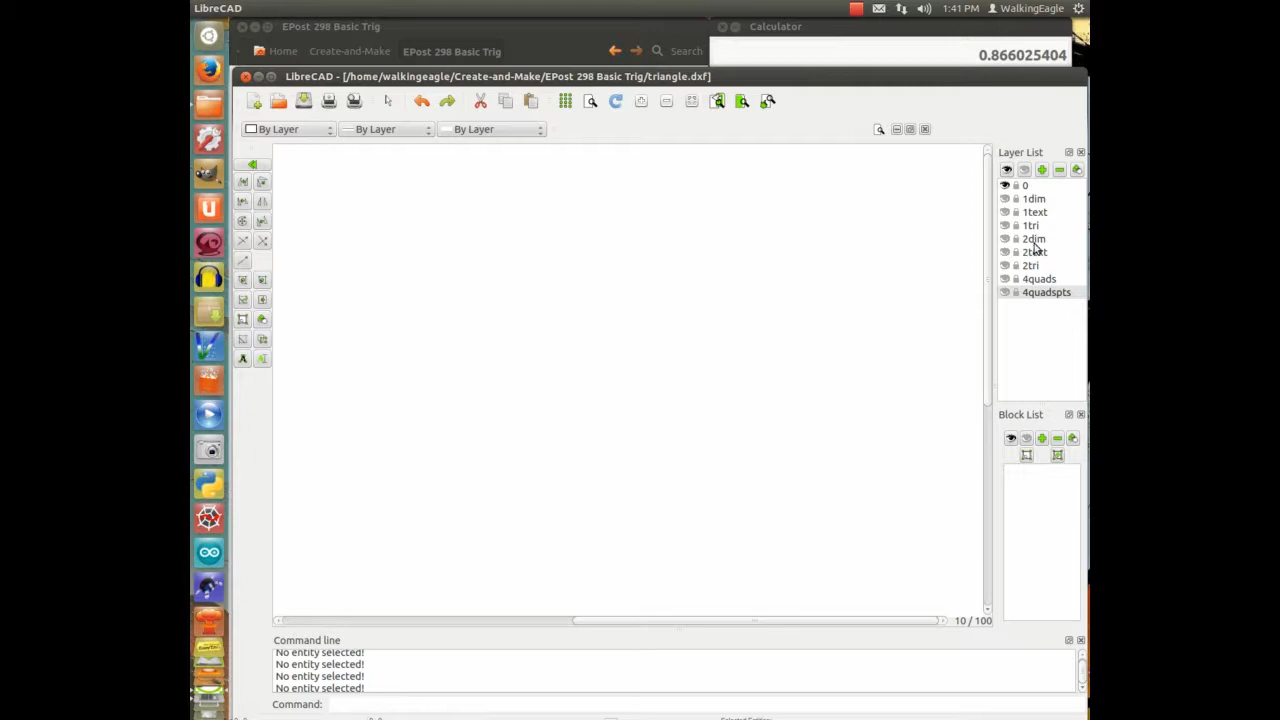 LibreCAD
1:41 PM
WalkingEagle
EPost 298 Basic Trig
Calculator
Home
Create-and-Make
EPost 298 Basic Trig
Search
0.866025404
LibreCAD - [/home/walkingeagle/Create-and-Make/EPost 298 Basic Trig/triangle.dxf]
By Layer
By Layer
By Layer
Layer List
0
1dim
1text
1tri
2dim
2text
2tri
4quads
4quadspts
Block List
10 / 100
Command line
No entity selected!
No entity selected!
No entity selected!
No entity selected!
Command: